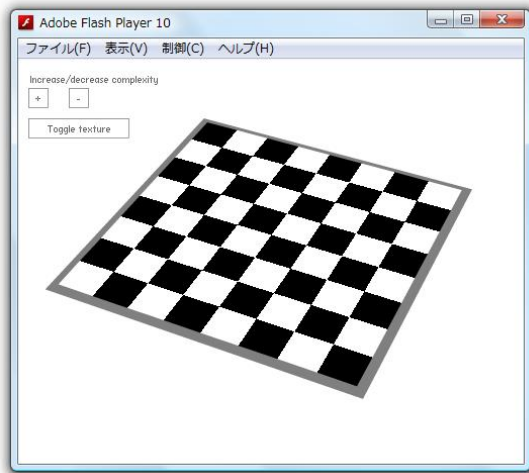 Adobe Flash Player 10
ファイル(F) 表示(V) 制御(C) ヘルプ(H)
Increase/decrease complexity
+ -
Toggle texture